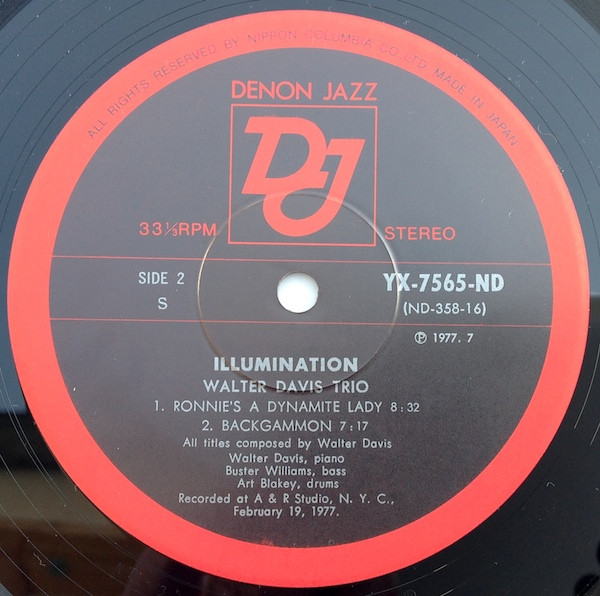 ALL RIGHTS RESERVED BY NIPPON COLUMBIA CO.LTD. MADE IN JAPAN
DENON JAZZ
DJ
33⅓RPM
STEREO
SIDE 2
S
YX-7565-ND
(ND-358-16)
Ⓟ 1977. 7
ILLUMINATION
WALTER DAVIS TRIO
1. RONNIE'S A DYNAMITE LADY 8:32
2. BACKGAMMON 7:17
All titles composed by Walter Davis
Walter Davis, piano
Buster Williams, bass
Art Blakey, drums
Recorded at A & R Studio, N. Y. C.,
February 19, 1977.